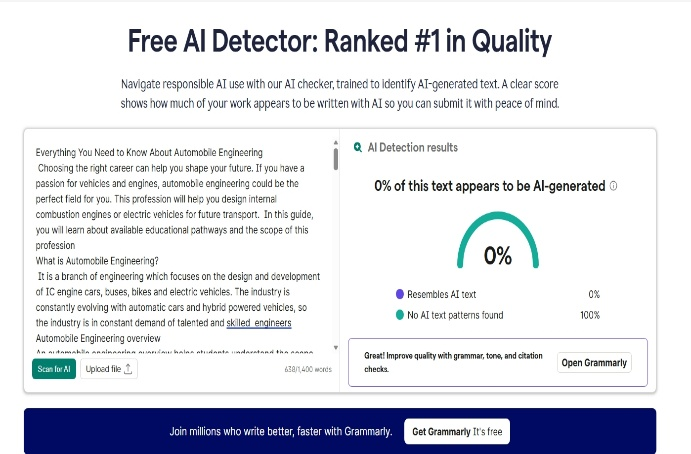 Free AI Detector: Ranked #1 in Quality
Navigate responsible AI use with our AI checker, trained to identify AI-generated text. A clear score
shows how much of your work appears to be written with AI so you can submit it with peace of mind.
Everything You Need to Know About Automobile Engineering
Choosing the right career can help you shape your future. If you have a
passion for vehicles and engines, automobile engineering could be the
perfect field for you. This profession will help you design internal
combustion engines or electric vehicles for future transport. In this guide,
you will learn about available educational pathways and the scope of this
profession
What is Automobile Engineering?
It is a branch of engineering which focuses on the design and development
of IC engine cars, buses, bikes and electric vehicles. The industry is
constantly evolving with automatic cars and hybrid powered vehicles, so
the industry is in constant demand of talented and skilled engineers
Automobile Engineering overview
An automobile engineering overview helps students understand the scope
Scan for AI
Upload file
638/1,400 words
AI Detection results
0% of this text appears to be AI-generated
0%
Resembles AI text 0%
No AI text patterns found 100%
Great! Improve quality with grammar, tone, and citation
checks.
Open Grammarly
Join millions who write better, faster with Grammarly.
Get Grammarly It's free